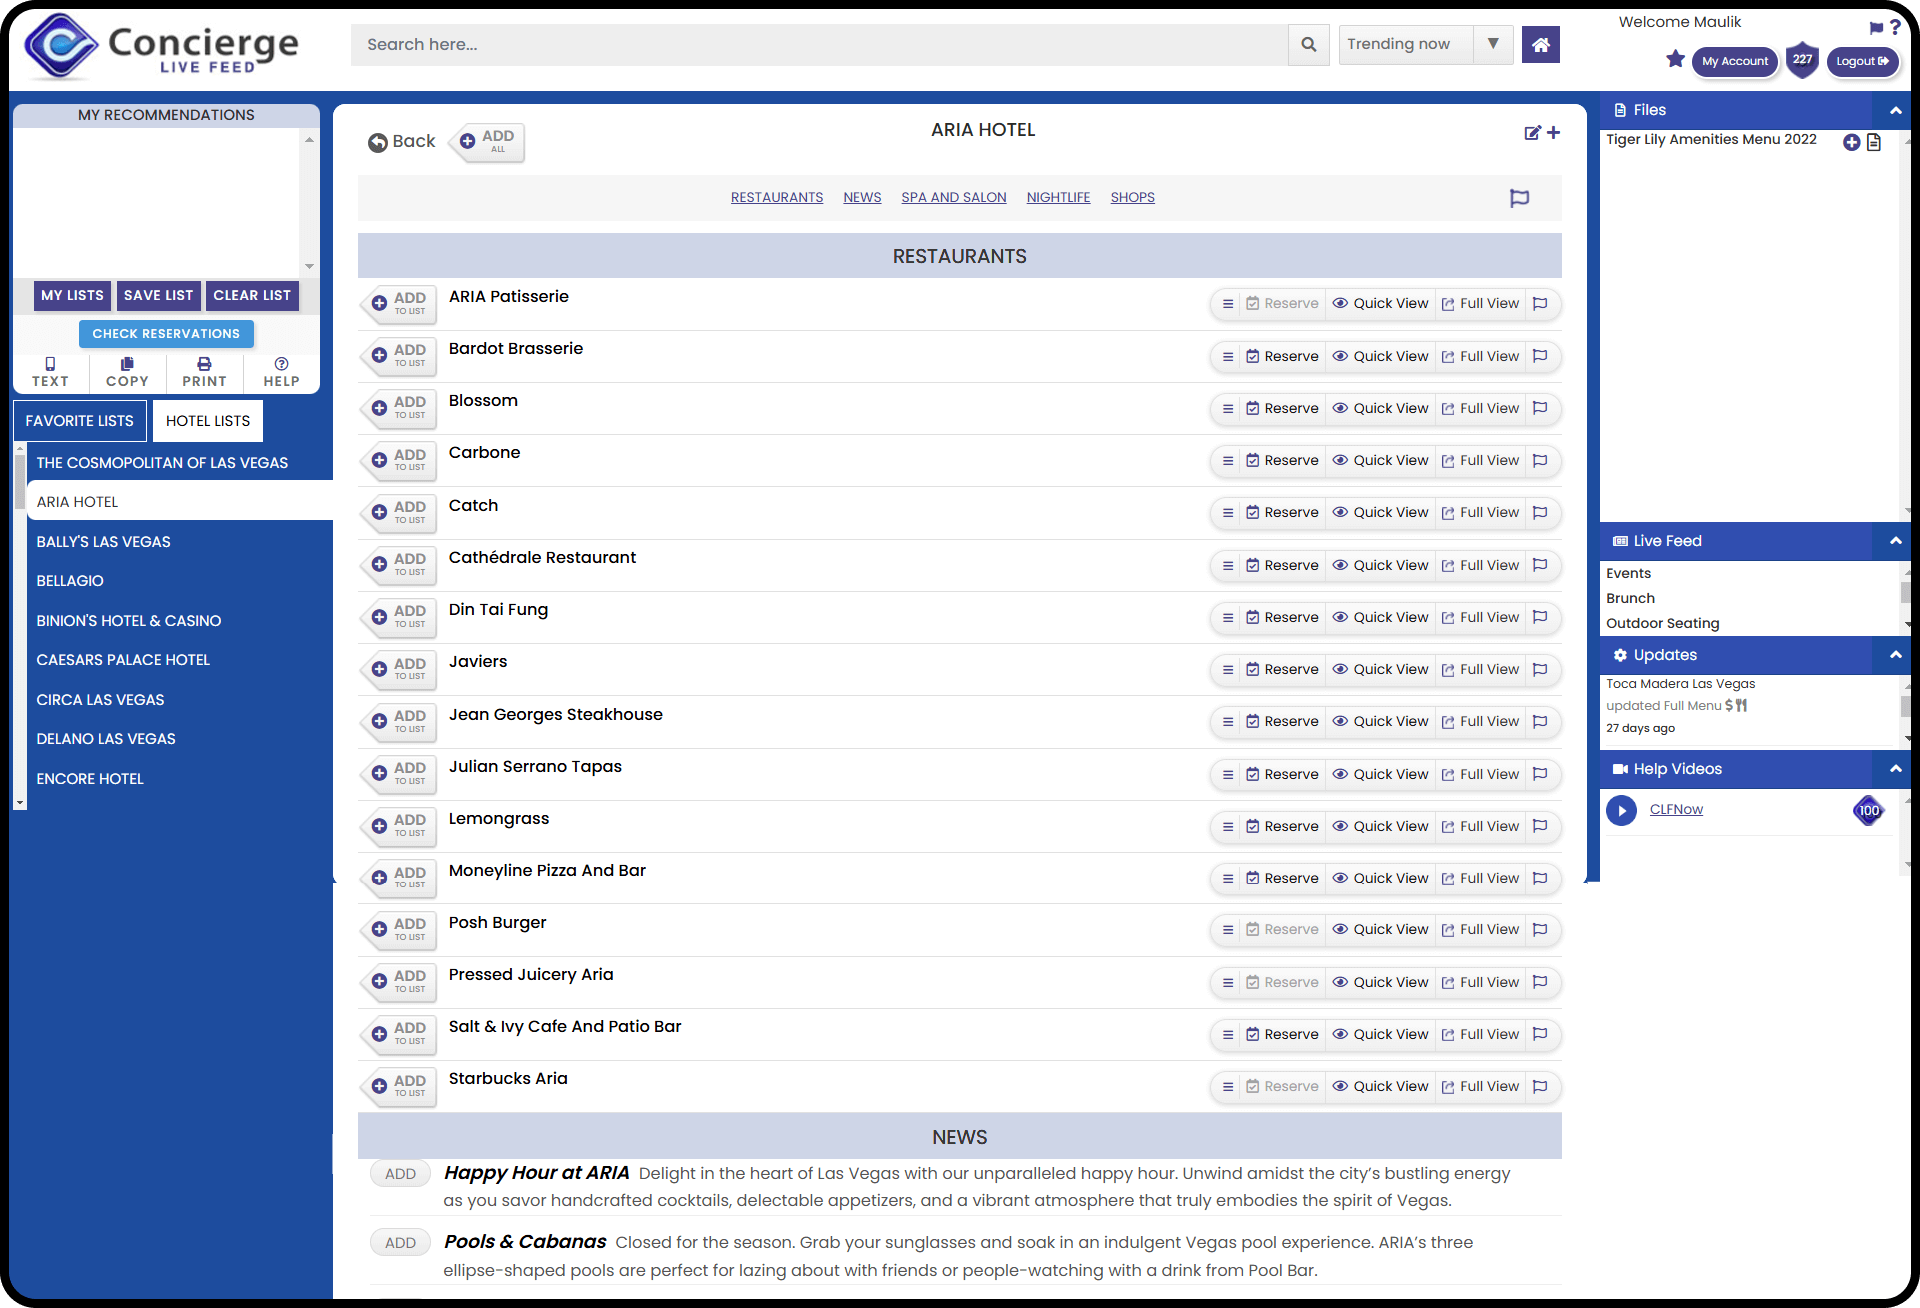 Concierge
LIVE FEED
Search here...
Trending now
Welcome Maulik
?
My Account
227
Logout
MY RECOMMENDATIONS
MY LISTS SAVE LIST CLEAR LIST
CHECK RESERVATIONS
TEXT COPY PRINT HELP
FAVORITE LISTS HOTEL LISTS
THE COSMOPOLITAN OF LAS VEGAS
ARIA HOTEL
BALLY'S LAS VEGAS
BELLAGIO
BINION'S HOTEL & CASINO
CAESARS PALACE HOTEL
CIRCA LAS VEGAS
DELANO LAS VEGAS
ENCORE HOTEL
Back
ADD
ALL
ARIA HOTEL
RESTAURANTS NEWS SPA AND SALON NIGHTLIFE SHOPS
RESTAURANTS
ADD TO LIST ARIA Patisserie Reserve Quick View Full View
ADD TO LIST Bardot Brasserie Reserve Quick View Full View
ADD TO LIST Blossom Reserve Quick View Full View
ADD TO LIST Carbone Reserve Quick View Full View
ADD TO LIST Catch Reserve Quick View Full View
ADD TO LIST Cathédrale Restaurant Reserve Quick View Full View
ADD TO LIST Din Tai Fung Reserve Quick View Full View
ADD TO LIST Javiers Reserve Quick View Full View
ADD TO LIST Jean Georges Steakhouse Reserve Quick View Full View
ADD TO LIST Julian Serrano Tapas Reserve Quick View Full View
ADD TO LIST Lemongrass Reserve Quick View Full View
ADD TO LIST Moneyline Pizza And Bar Reserve Quick View Full View
ADD TO LIST Posh Burger Reserve Quick View Full View
ADD TO LIST Pressed Juicery Aria Reserve Quick View Full View
ADD TO LIST Salt & Ivy Cafe And Patio Bar Reserve Quick View Full View
ADD TO LIST Starbucks Aria Reserve Quick View Full View
NEWS
ADD Happy Hour at ARIA Delight in the heart of Las Vegas with our unparalleled happy hour. Unwind amidst the city’s bustling energy
as you savor handcrafted cocktails, delectable appetizers, and a vibrant atmosphere that truly embodies the spirit of Vegas.
ADD Pools & Cabanas Closed for the season. Grab your sunglasses and soak in an indulgent Vegas pool experience. ARIA’s three
ellipse-shaped pools are perfect for lazing about with friends or people-watching with a drink from Pool Bar.
Files
Tiger Lily Amenities Menu 2022
Live Feed
Events
Brunch
Outdoor Seating
Updates
Toca Madera Las Vegas
updated Full Menu $
27 days ago
Help Videos
CLFNow
100